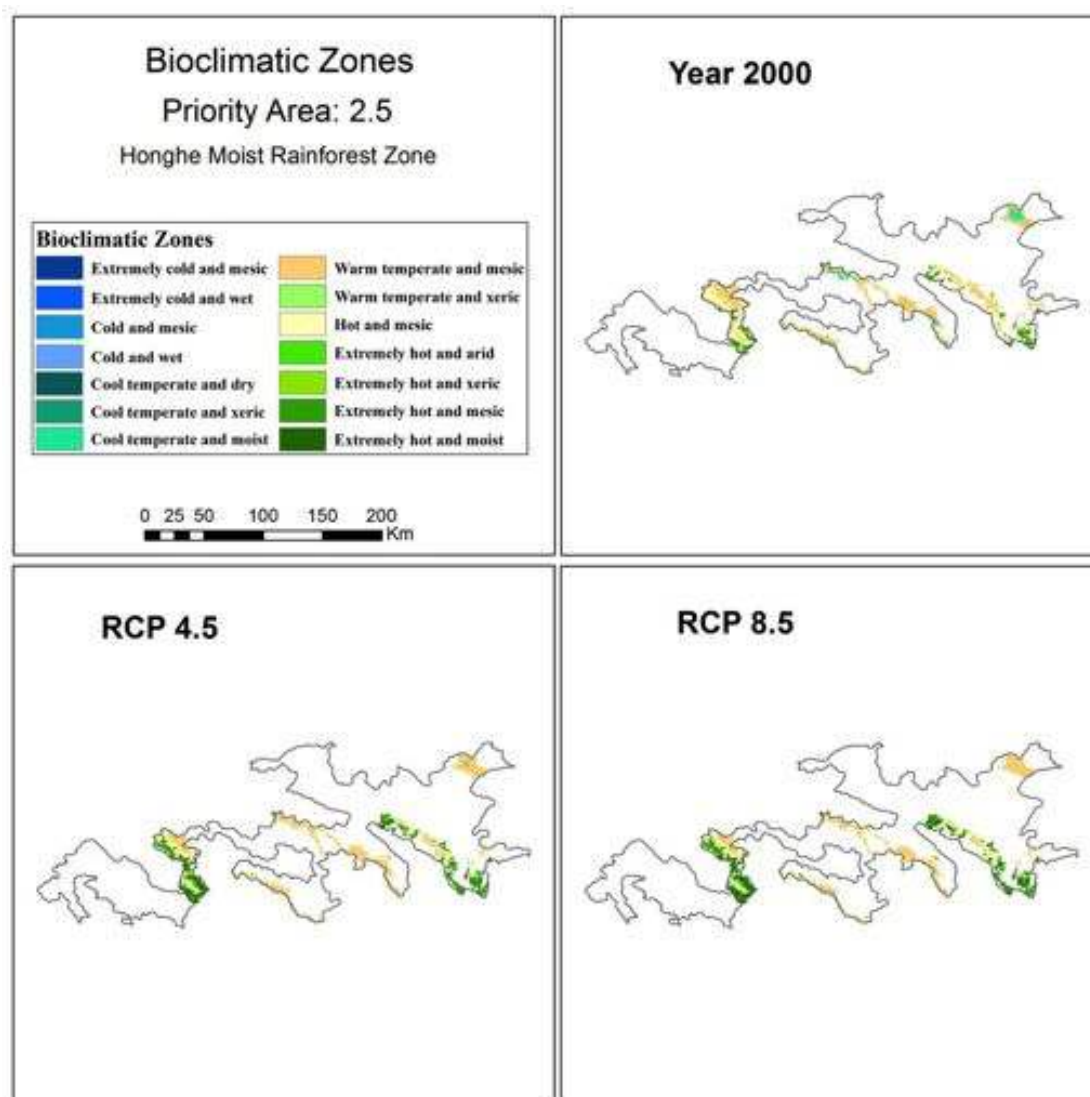 Bioclimatic Zones
Priority Area: 2.5
Honghe Moist Rainforest Zone
Bioclimatic Zones
Extremely cold and mesic
Extremely cold and wet
Cold and mesic
Cold and wet
Cool temperate and dry
Cool temperate and xeric
Cool temperate and moist
Warm temperate and mesic
Warm temperate and xeric
Hot and mesic
Extremely hot and arid
Extremely hot and xeric
Extremely hot and mesic
Extremely hot and moist
0 25 50 100 150 200
Km
Year 2000
RCP 4.5
RCP 8.5